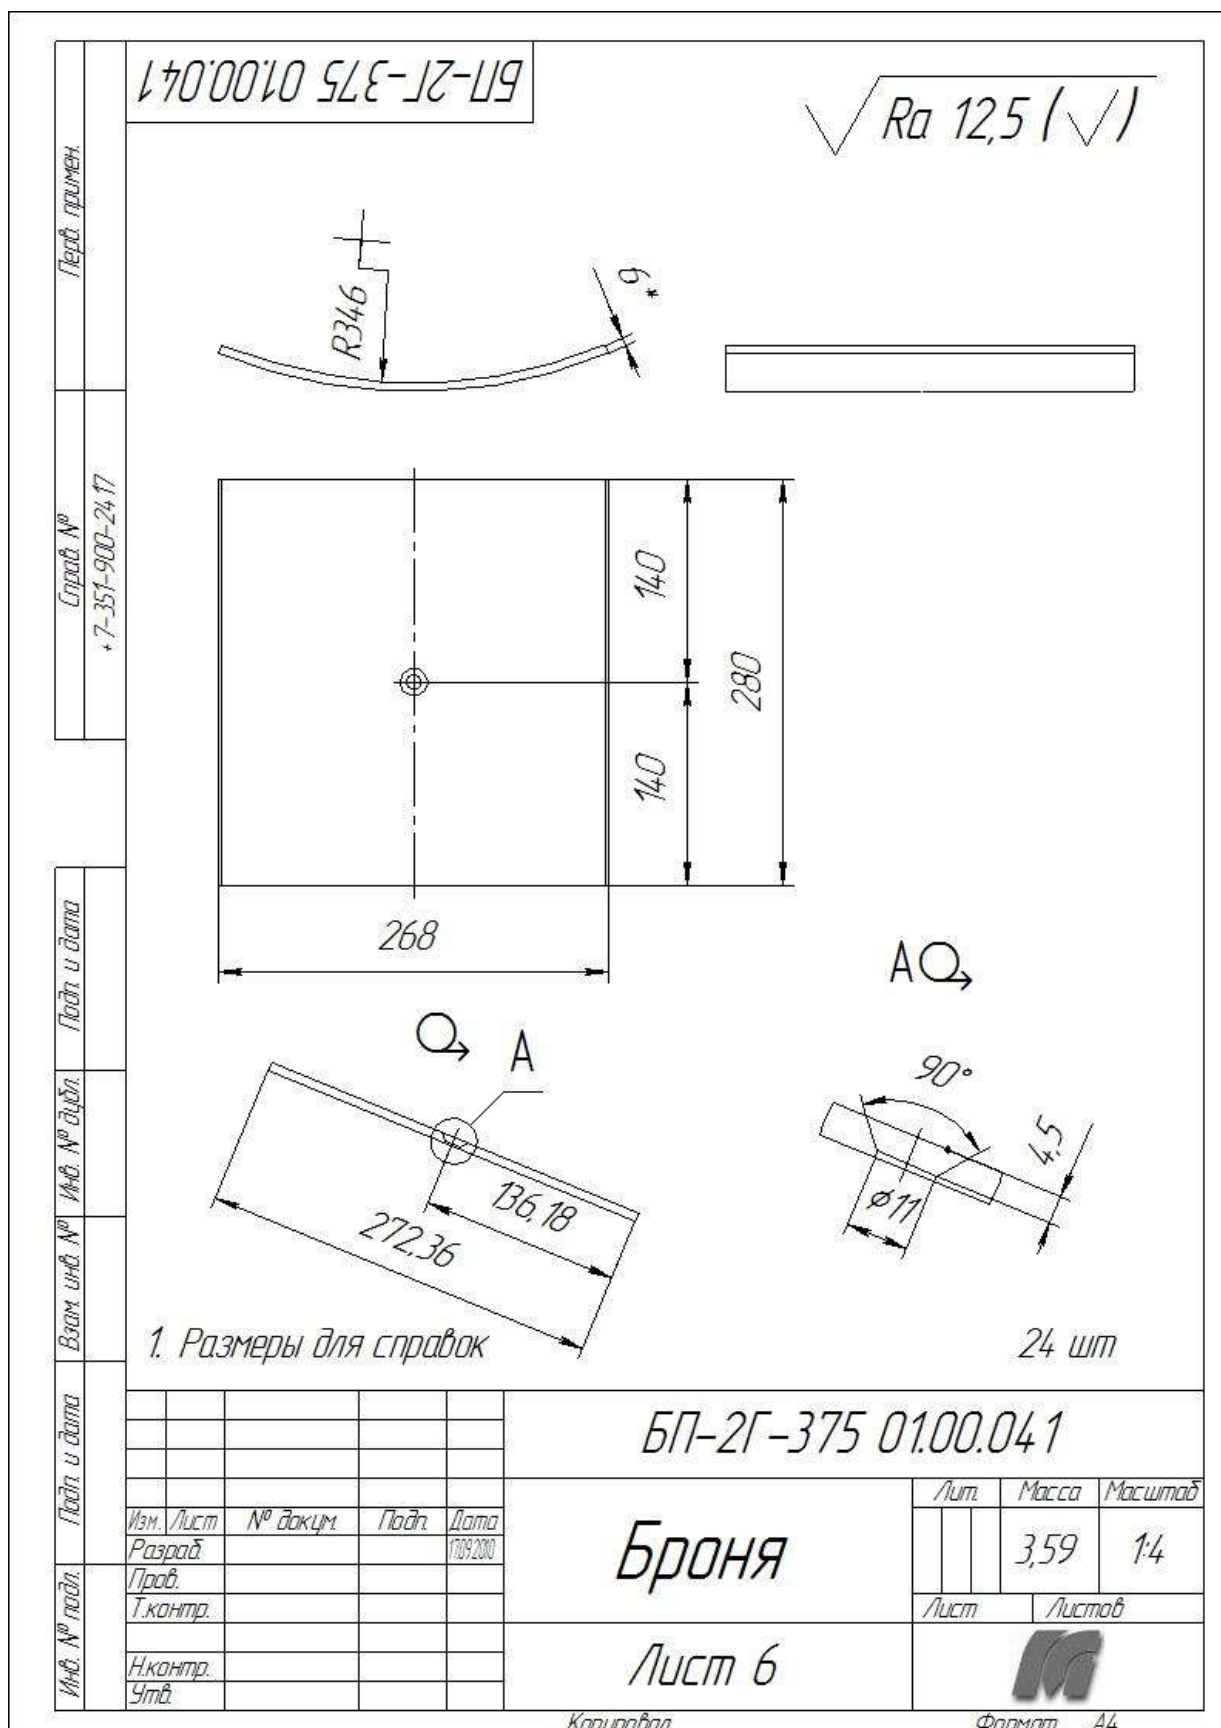 БП-2Г-375 01.00.041
Ra 12,5 (√)
Перв. примен.
Справ. №
+7-351-900-24.17
R346
6*
140
140
280
268
А
А
90°
4,5
⌀11
136,18
272,36
1. Размеры для справок
24 шт
Подп. и дата
Инв. № дубл.
Взам. инв. №
Подп. и дата
Инв. № подл.
БП-2Г-375 01.00.041
Изм. Лист № докум. Подп. Дата
Разраб. 17.09.2010
Пров.
Т.контр.
Н.контр.
Утв.
Броня
Лист 6
Лит. Масса Масштаб
3,59 1:4
Лист Листов
Копировал Формат А4